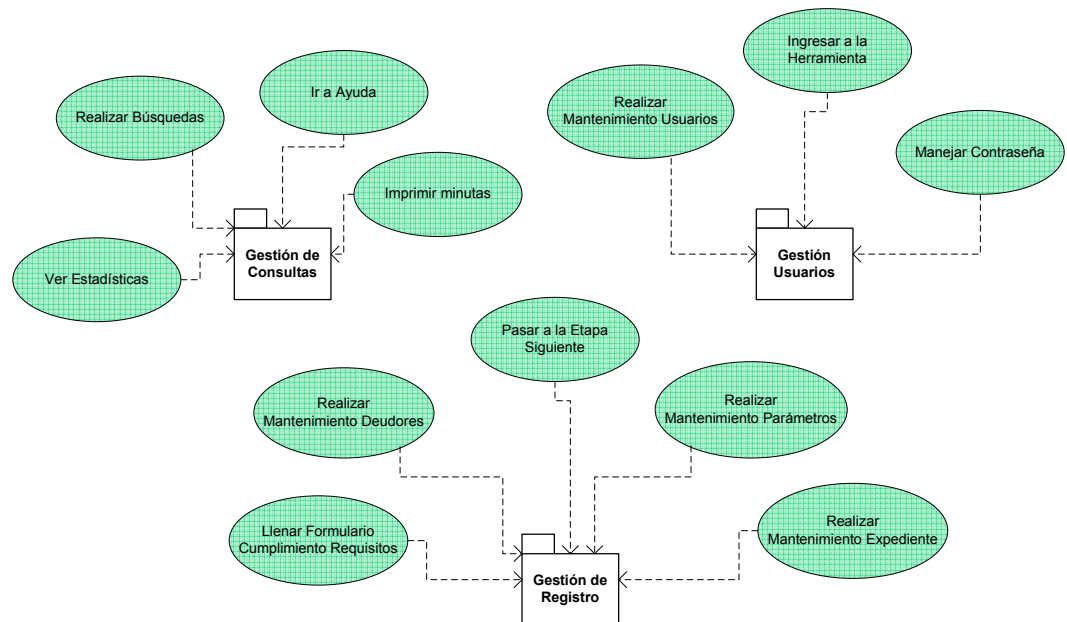 Realizar Búsquedas
Ir a Ayuda
Imprimir minutas
Ver Estadísticas
Gestión de
Consultas
Ingresar a la
Herramienta
Realizar
Mantenimiento Usuarios
Manejar Contraseña
Gestión
Usuarios
Pasar a la Etapa
Siguiente
Realizar
Mantenimiento Deudores
Realizar
Mantenimiento Parámetros
Llenar Formulario
Cumplimiento Requisitos
Realizar
Mantenimiento Expediente
Gestión de
Registro